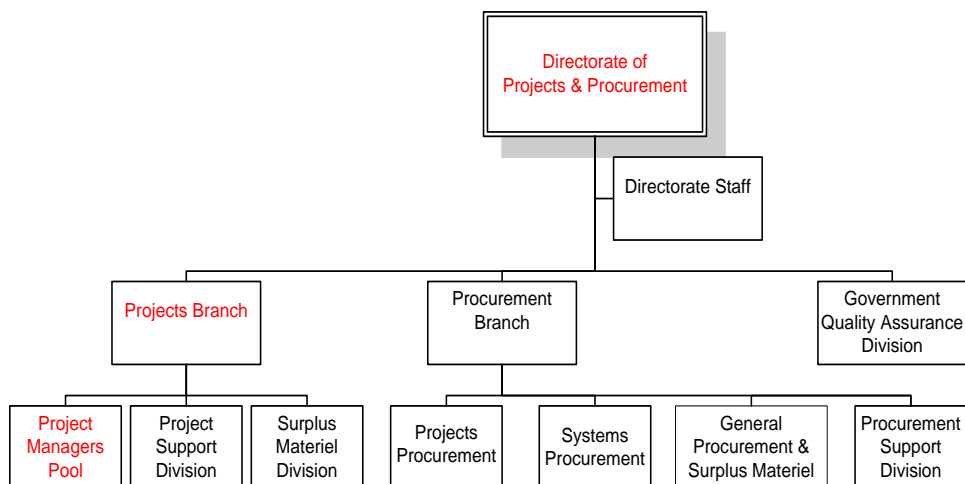 Directorate of
Projects & Procurement
Directorate Staff
Projects Branch
Procurement
Branch
Government
Quality Assurance
Division
Project
Managers
Pool
Project
Support
Division
Surplus
Materiel
Division
Projects
Procurement
Systems
Procurement
General
Procurement &
Surplus Materiel
Procurement
Support
Division